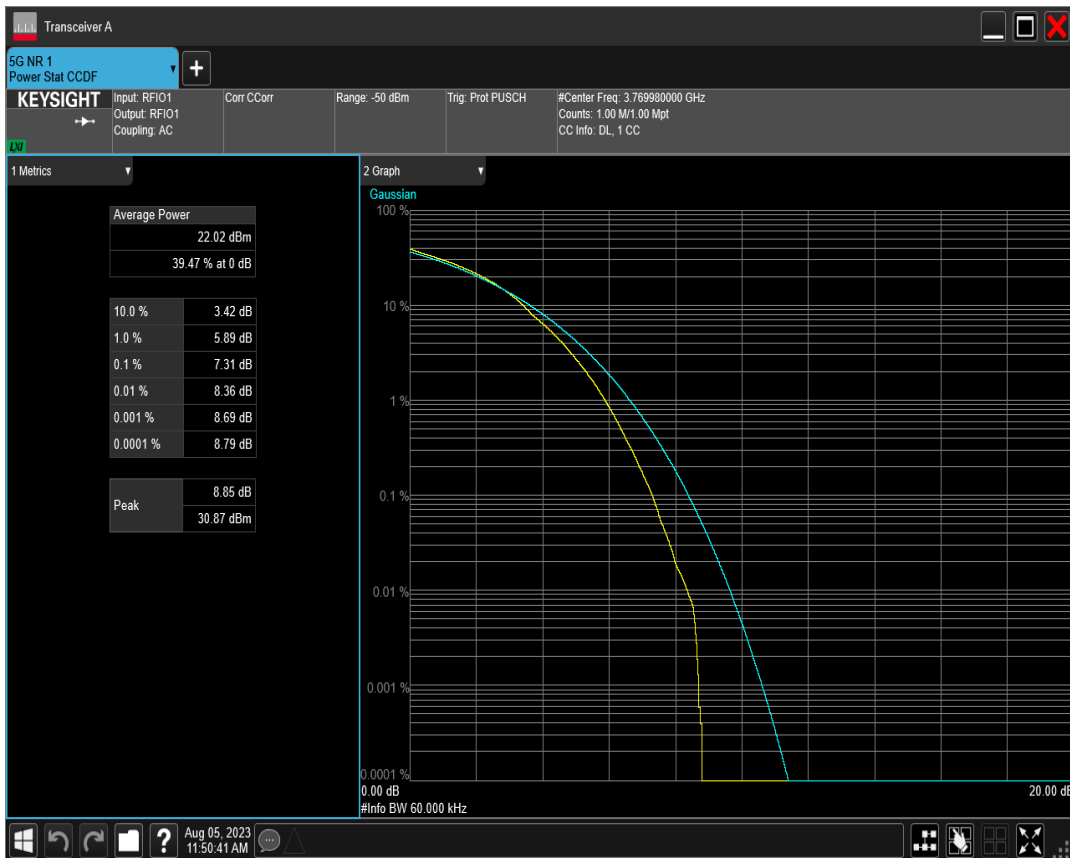 Transceiver A
5G NR 1
Power Stat CCDF
+
KEYSIGHT
LXI
Input: RFIO1
Output: RFIO1
Coupling: AC
Corr CCorr
Range: -50 dBm
Trig: Prot PUSCH
#Center Freq: 3.769980000 GHz
Counts: 1.00 M/1.00 Mpt
CC Info: DL, 1 CC
1 Metrics
Average Power
22.02 dBm
39.47 % at 0 dB
10.0 % 3.42 dB
1.0 % 5.89 dB
0.1 % 7.31 dB
0.01 % 8.36 dB
0.001 % 8.69 dB
0.0001 % 8.79 dB
Peak
8.85 dB
30.87 dBm
2 Graph
Gaussian
100 %
10 %
1 %
0.1 %
0.01 %
0.001 %
0.0001 %
0.00 dB
20.00 dB
#Info BW 60.000 kHz
?
Aug 05, 2023
11:50:41 AM